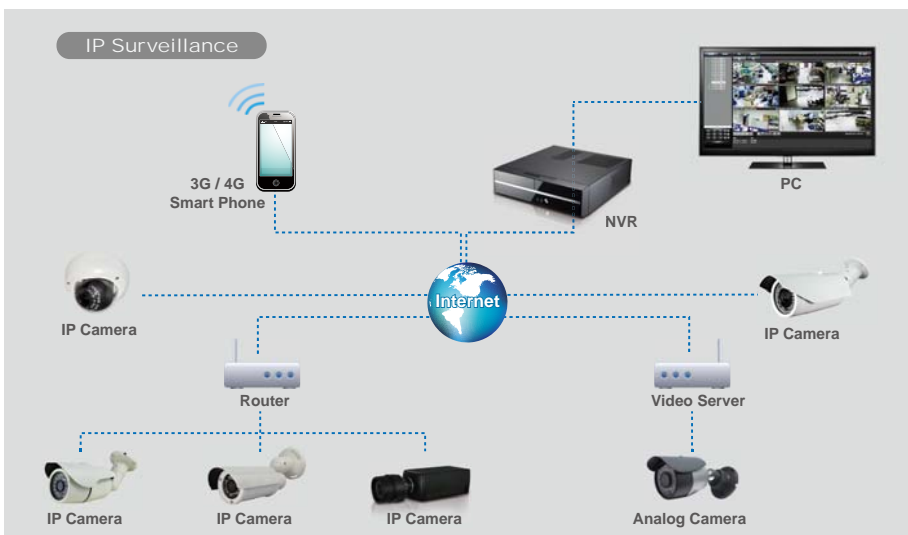 IP Surveillance
3G / 4G
Smart Phone
NVR
PC
IP Camera
Internet
IP Camera
Router
Video Server
IP Camera
IP Camera
IP Camera
Analog Camera